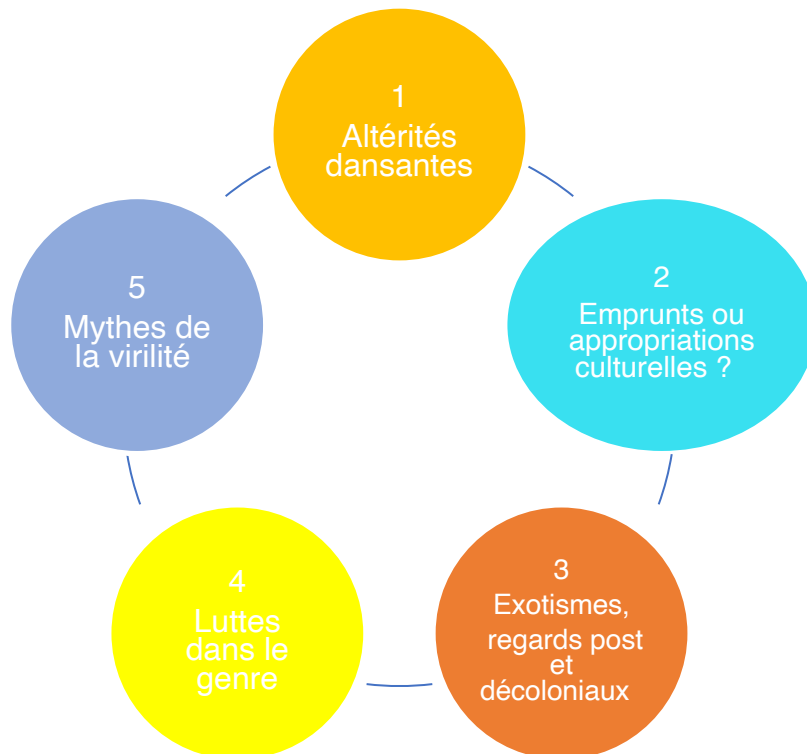 1
Altérités
dansantes
2
Emprunts ou
appropriations
culturelles ?
3
Exotismes,
regards post
et
décoloniaux
4
Luttes
dans le
genre
5
Mythes de
la virilité